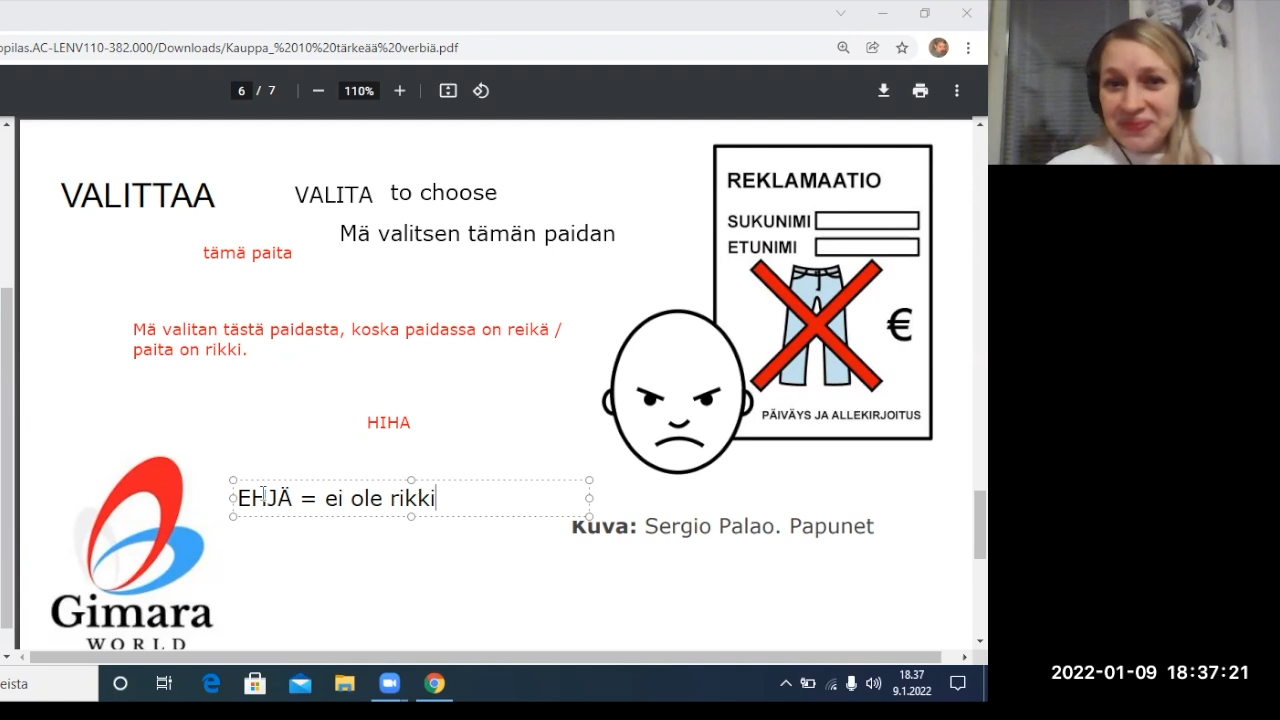 opilas.AC-LENV110-382.000/Downloads/Kauppa_%2010%20tärkeää%20verbiä.pdf
6 / 7
110%
VALITTAA
VALITA to choose
Mä valitsen tämän paidan
tämä paita
Mä valitan tästä paidasta, koska paidassa on reikä /
paita on rikki.
HIHA
EHJÄ = ei ole rikki
REKLAMAATIO
SUKUNIMI
ETUNIMI
€
PÄIVÄYS JA ALLEKIRJOITUS
Kuva: Sergio Palao. Papunet
Gimara
WORLD
eista
18.37
9.1.2022
2022-01-09 18:37:21